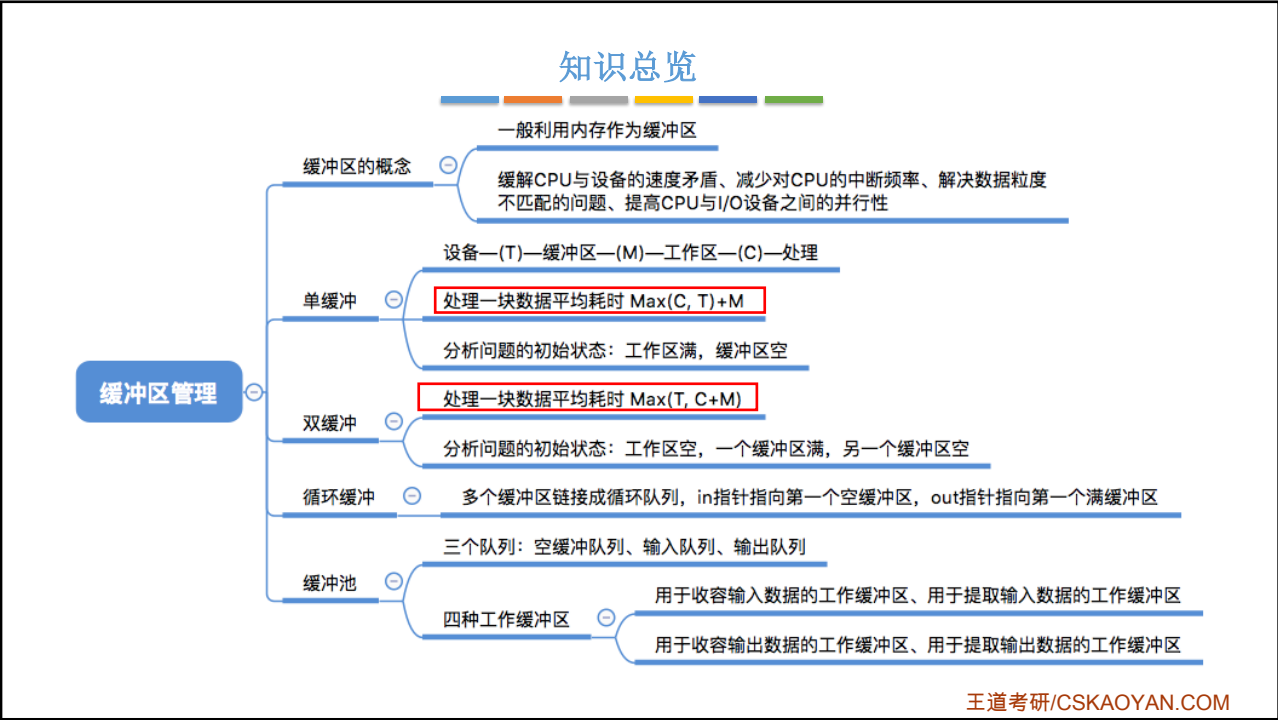 知识总览
一般利用内存作为缓冲区
缓冲区的概念
缓解CPU与设备的速度矛盾、减少对CPU的中断频率、解决数据粒度
不匹配的问题、提高CPU与I/O设备之间的并行性
设备—(T)—缓冲区—(M)—工作区—(C)—处理
单缓冲
处理一块数据平均耗时 Max(C, T)+M
分析问题的初始状态：工作区满，缓冲区空
缓冲区管理
处理一块数据平均耗时 Max(T, C+M)
双缓冲
分析问题的初始状态：工作区空，一个缓冲区满，另一个缓冲区空
循环缓冲
多个缓冲区链接成循环队列，in指针指向第一个空缓冲区，out指针指向第一个满缓冲区
三个队列：空缓冲队列、输入队列、输出队列
缓冲池
四种工作缓冲区
用于收容输入数据的工作缓冲区、用于提取输入数据的工作缓冲区
用于收容输出数据的工作缓冲区、用于提取输出数据的工作缓冲区
王道考研/CSKAOYAN.COM